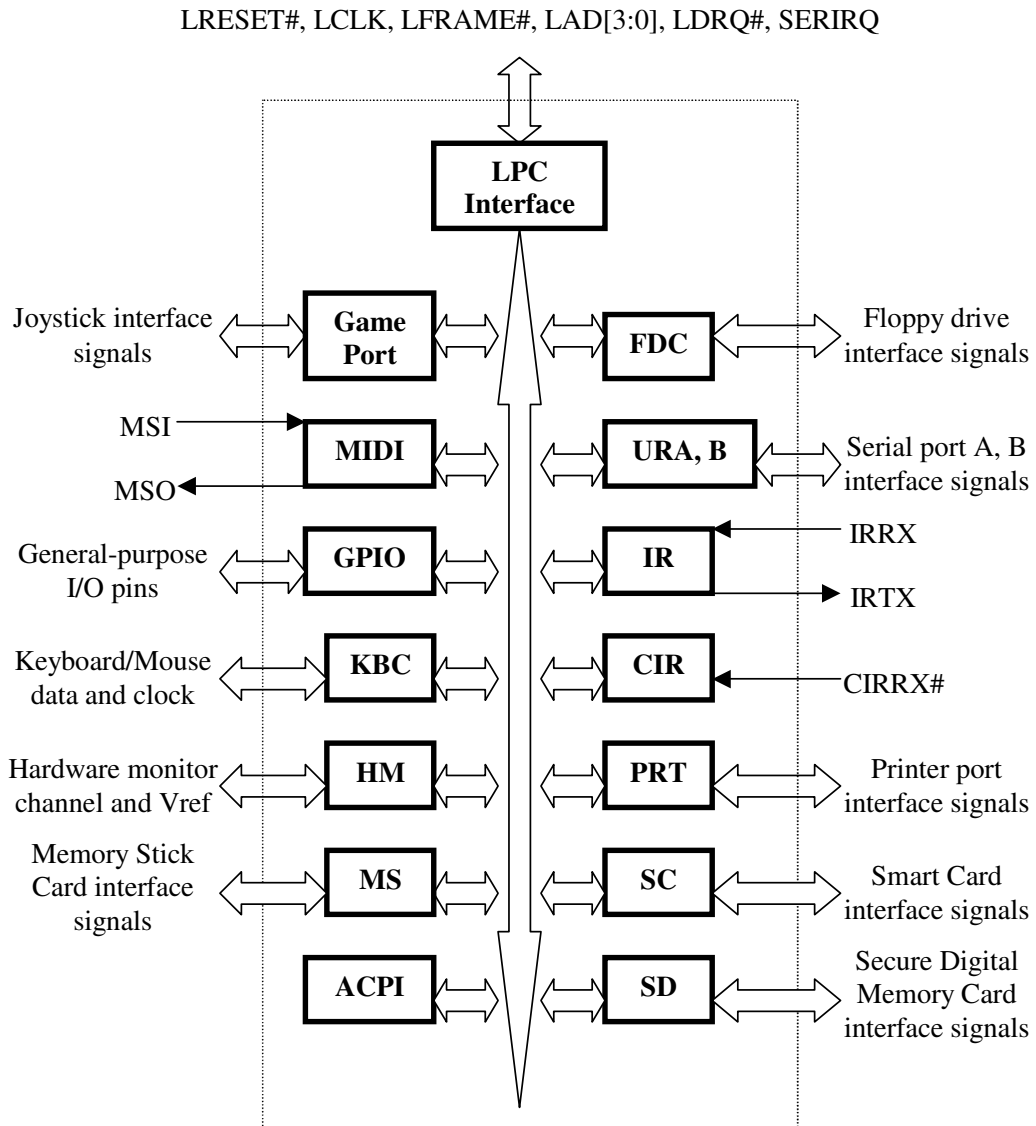 LRESET#, LCLK, LFRAME#, LAD[3:0], LDRQ#, SERIRQ
LPC
Interface
Joystick interface
signals
Game
Port
FDC
Floppy drive
interface signals
MSI
MSO
MIDI
URA, B
Serial port A, B
interface signals
General-purpose
I/O pins
GPIO
IR
IRRX
IRTX
Keyboard/Mouse
data and clock
KBC
CIR
CIRRX#
Hardware monitor
channel and Vref
HM
PRT
Printer port
interface signals
Memory Stick
Card interface
signals
MS
SC
Smart Card
interface signals
ACPI
SD
Secure Digital
Memory Card
interface signals